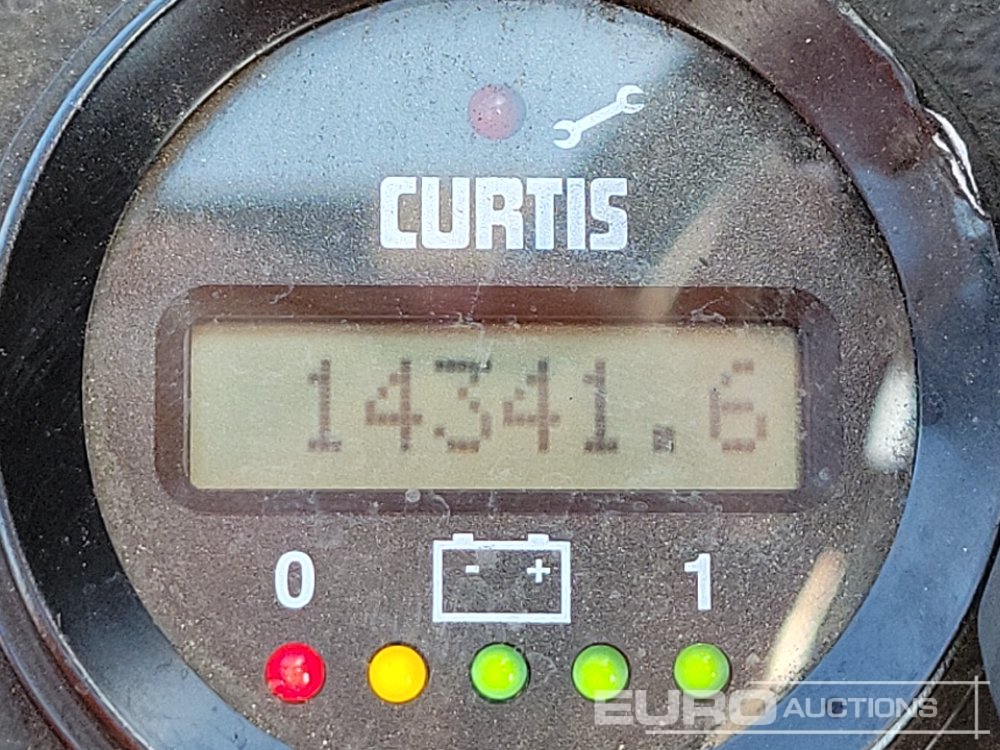 CURTIS
14341.6
0 - + 1
EURO AUCTIONS